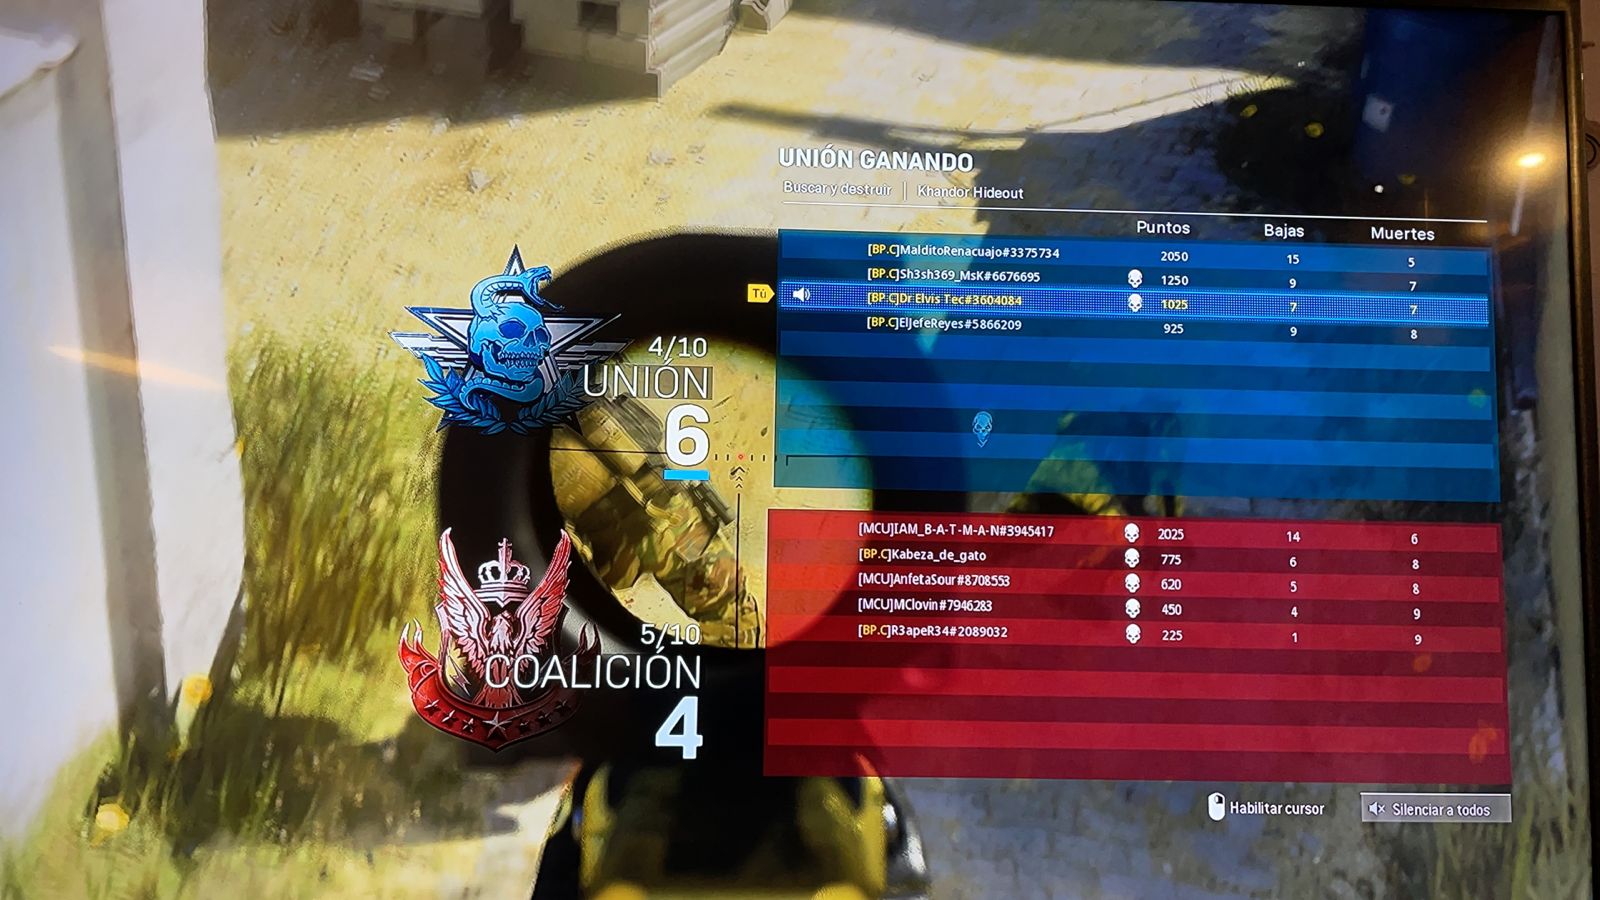 UNIÓN GANANDO
Buscar y destruir | Khandor Hideout
Puntos Bajas Muertes
[BP.C]MalditoRenacuajo#3375734 2050 15 5
[BP.C]Sh3sh369_MsK#6676695 1250 9 7
Tú [BP.C]Dr Elvis Tec#3604084 1025 7 7
[BP.C]ElJefeReyes#5866209 925 9 8
4/10
UNIÓN
6
[MCU]IAM_B-A-T-M-A-N#3945417 2025 14 6
[BP.C]Kabeza_de_gato 775 6 8
[MCU]AnfetaSour#8708553 620 5 8
[MCU]MClovin#7946283 450 4 9
[BP.C]R3apeR34#2089032 225 1 9
5/10
COALICIÓN
4
Habilitar cursor Silenciar a todos